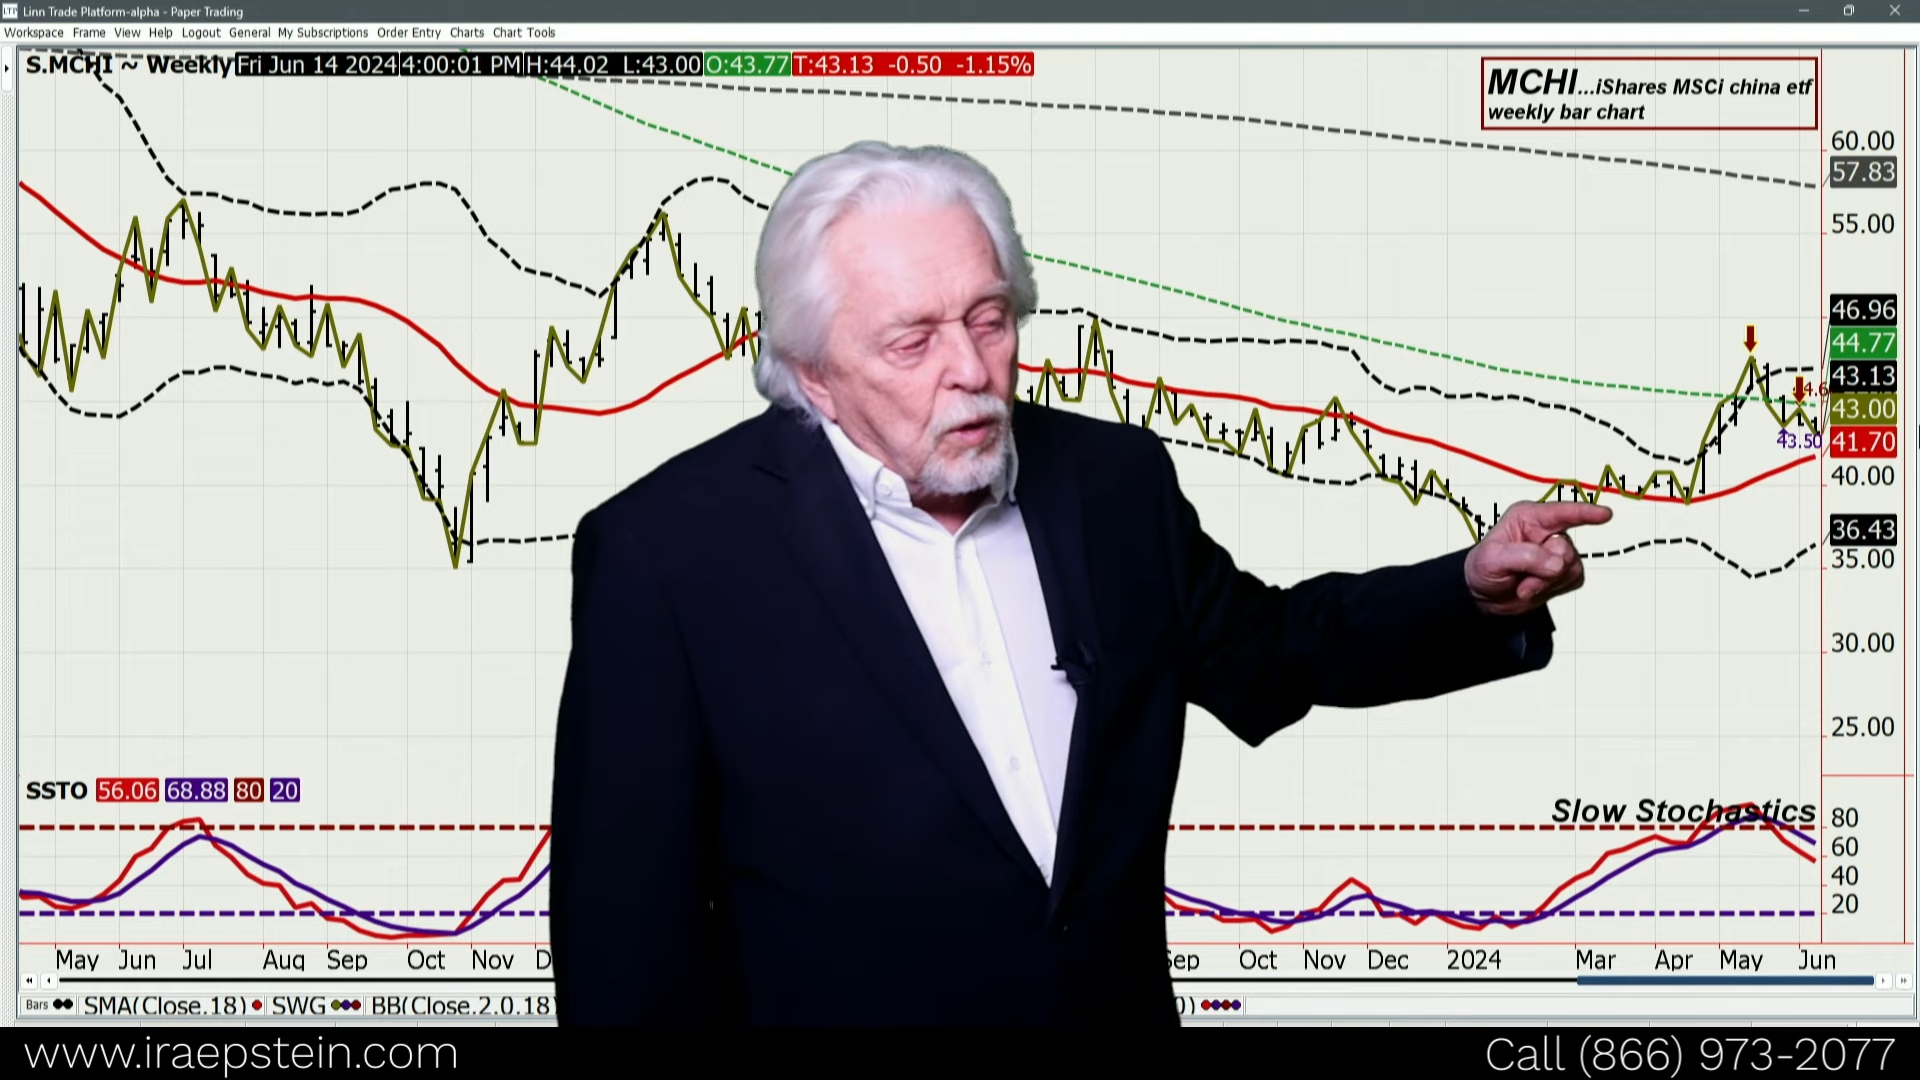 LTP Linn Trade Platform-alpha - Paper Trading
Workspace Frame View Help Logout General My Subscriptions Order Entry Charts Chart Tools
S.MCHI ~ Weekly Fri Jun 14 2024 4:00:01 PM H:44.02 L:43.00 O:43.77 T:43.13 -0.50 -1.15%
MCHI...iShares MSCi china etf
weekly bar chart
60.00
57.83
55.00
46.96
44.77
43.13
43.00
43.50
41.70
40.00
36.43
35.00
30.00
25.00
SSTO 56.06 68.88 80 20
Slow Stochastics
80
60
40
20
May Jun Jul Aug Sep Oct Nov D Sep Oct Nov Dec 2024 Mar Apr May Jun
Bars SMA(Close.18) SWG BB(Close.2.0.18)
www.iraepstein.com
Call (866) 973-2077